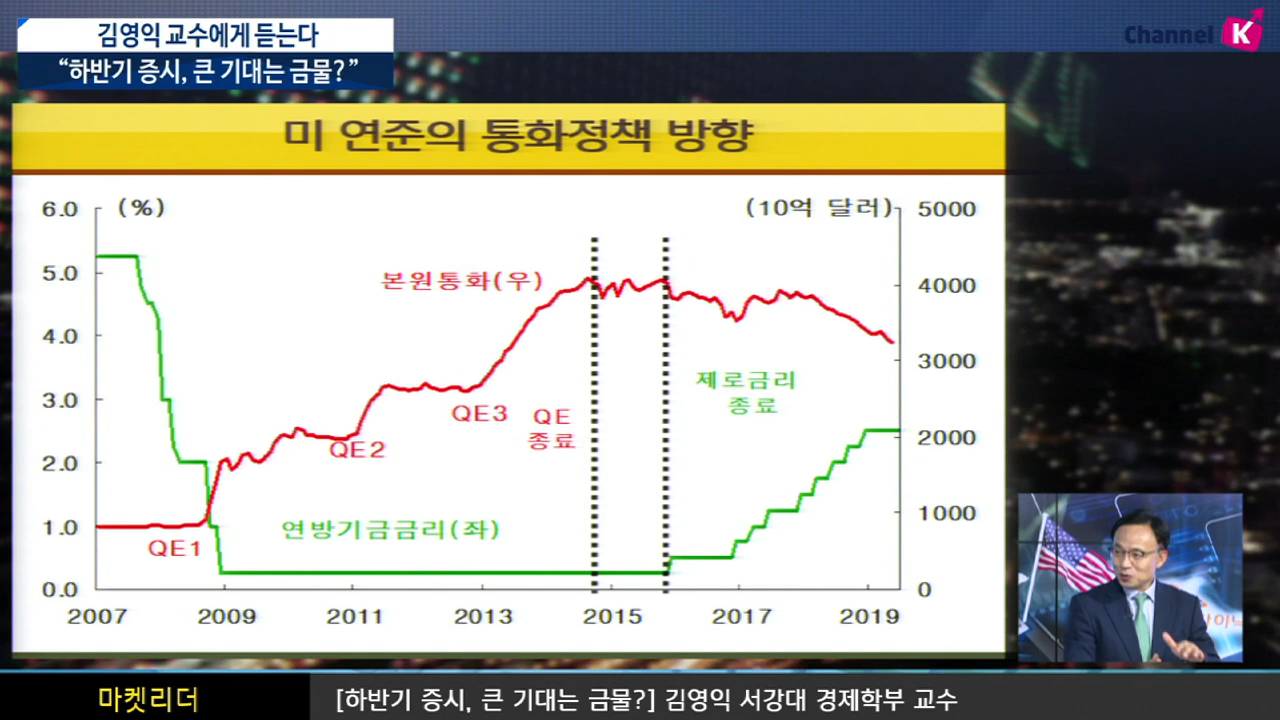 김영익 교수에게 듣는다
“하반기 증시, 큰 기대는 금물?”
Channel K
미 연준의 통화정책 방향
6.0 (%) (10억 달러) 5000
본원통화(우)
5.0
4000
4.0
3000
제로금리
종료
3.0
QE3 QE
종료
QE2
2000
2.0
1.0 1000
연방기금금리(좌)
QE1
0.0 0
2007 2009 2011 2013 2015 2017 2019
마켓리더
[하반기 증시, 큰 기대는 금물?] 김영익 서강대 경제학부 교수